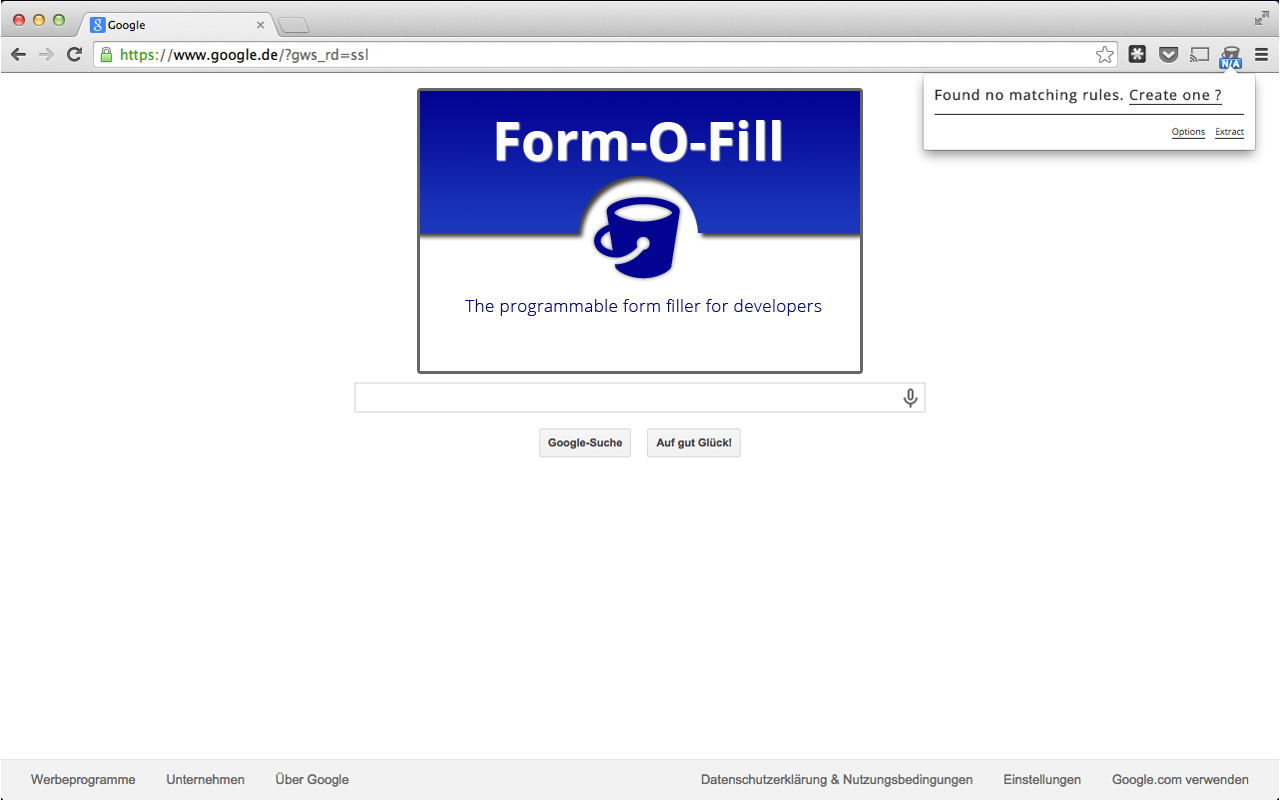 Google
https://www.google.de/?gws_rd=ssl
N/A
Found no matching rules. Create one ?
Options Extract
Form-O-Fill
The programmable form filler for developers
Google-Suche Auf gut Glück!
Werbeprogramme Unternehmen Über Google Datenschutzerklärung & Nutzungsbedingungen Einstellungen Google.com verwenden